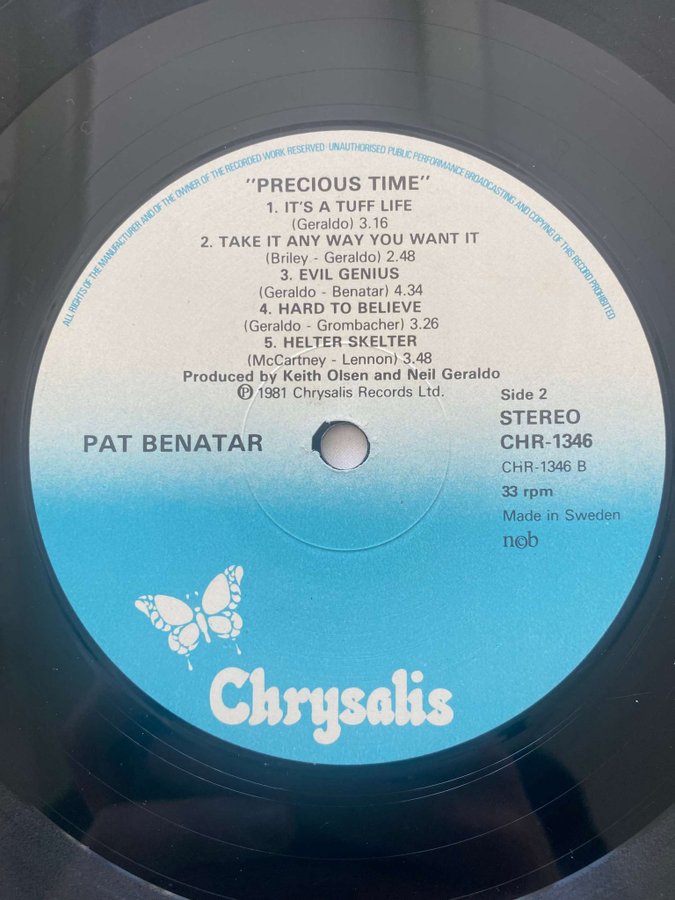 ALL RIGHTS OF THE MANUFACTURER AND OF THE OWNER OF THE RECORDED WORK RESERVED · UNAUTHORISED PUBLIC PERFORMANCE BROADCASTING AND COPYING OF THIS RECORD PROHIBITED
"PRECIOUS TIME"
1. IT'S A TUFF LIFE
(Geraldo) 3.16
2. TAKE IT ANY WAY YOU WANT IT
(Briley - Geraldo) 2.48
3. EVIL GENIUS
(Geraldo - Benatar) 4.34
4. HARD TO BELIEVE
(Geraldo - Grombacher) 3.26
5. HELTER SKELTER
(McCartney - Lennon) 3.48
Produced by Keith Olsen and Neil Geraldo
Ⓟ 1981 Chrysalis Records Ltd.
PAT BENATAR
Side 2
STEREO
CHR-1346
CHR-1346 B
33 rpm
Made in Sweden
n©b
Chrysalis